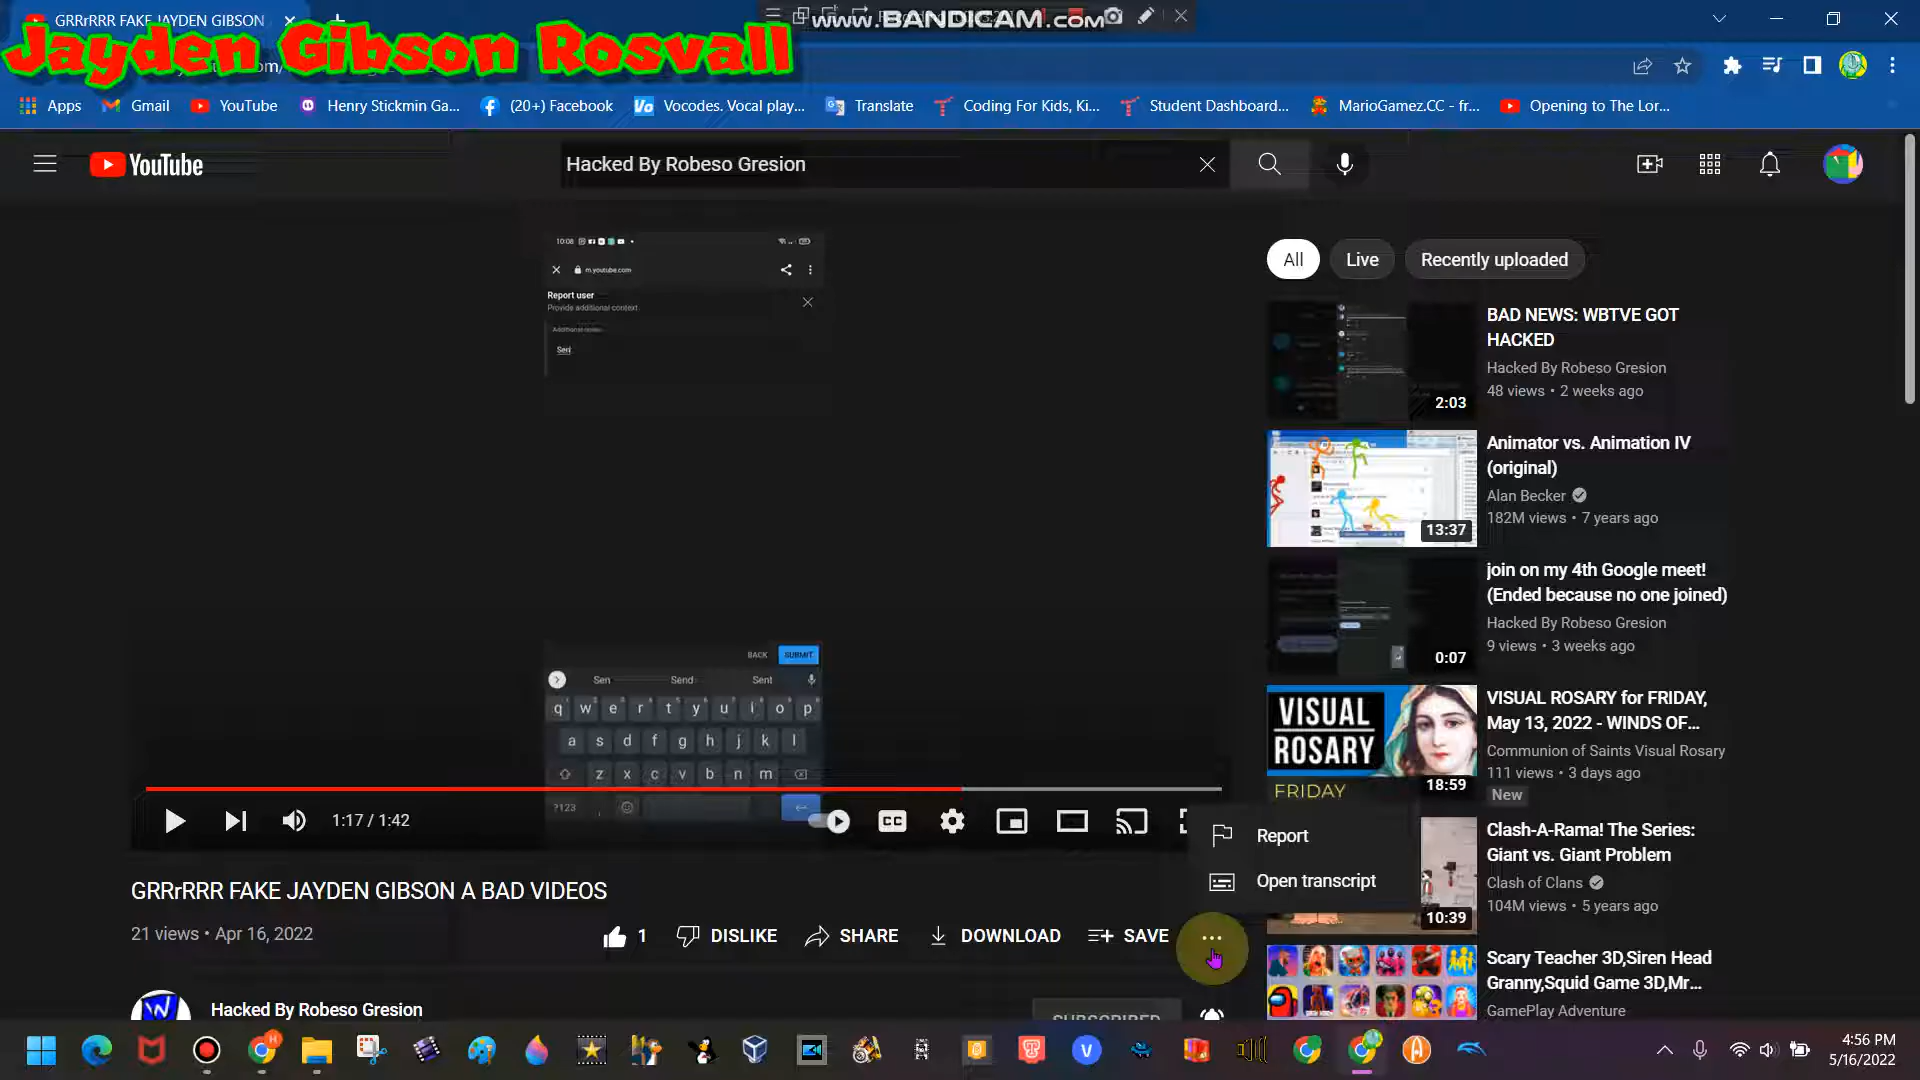 GRRrRRR FAKE JAYDEN GIBSON
www.BANDICAM.com
Jayden Gibson Rosvall
Apps
Gmail
YouTube
Henry Stickmin Ga...
(20+) Facebook
Vocodes. Vocal play...
Translate
Coding For Kids, Ki...
Student Dashboard...
MarioGamez.CC - fr...
Opening to The Lor...
YouTube
Hacked By Robeso Gresion
10:08
m.youtube.com
Report user
Provide additional context.
Sent
BACK
SUBMIT
Sen
Send
Sent
q w e r t y u i o p
a s d f g h j k l
z x c v b n m
?123
1:17 / 1:42
CC
All
Live
Recently uploaded
BAD NEWS: WBTVE GOT
HACKED
Hacked By Robeso Gresion
48 views • 2 weeks ago
2:03
Animator vs. Animation IV
(original)
Alan Becker
182M views • 7 years ago
13:37
join on my 4th Google meet!
(Ended because no one joined)
Hacked By Robeso Gresion
9 views • 3 weeks ago
0:07
VISUAL
ROSARY
FRIDAY
18:59
VISUAL ROSARY for FRIDAY,
May 13, 2022 - WINDS OF...
Communion of Saints Visual Rosary
111 views • 3 days ago
New
Report
Open transcript
Clash-A-Rama! The Series:
Giant vs. Giant Problem
Clash of Clans
104M views • 5 years ago
10:39
Scary Teacher 3D,Siren Head
Granny,Squid Game 3D,Mr...
GamePlay Adventure
GRRrRRR FAKE JAYDEN GIBSON A BAD VIDEOS
21 views • Apr 16, 2022
1
DISLIKE
SHARE
DOWNLOAD
SAVE
W
Hacked By Robeso Gresion
SUBSCRIBED
4:56 PM
5/16/2022